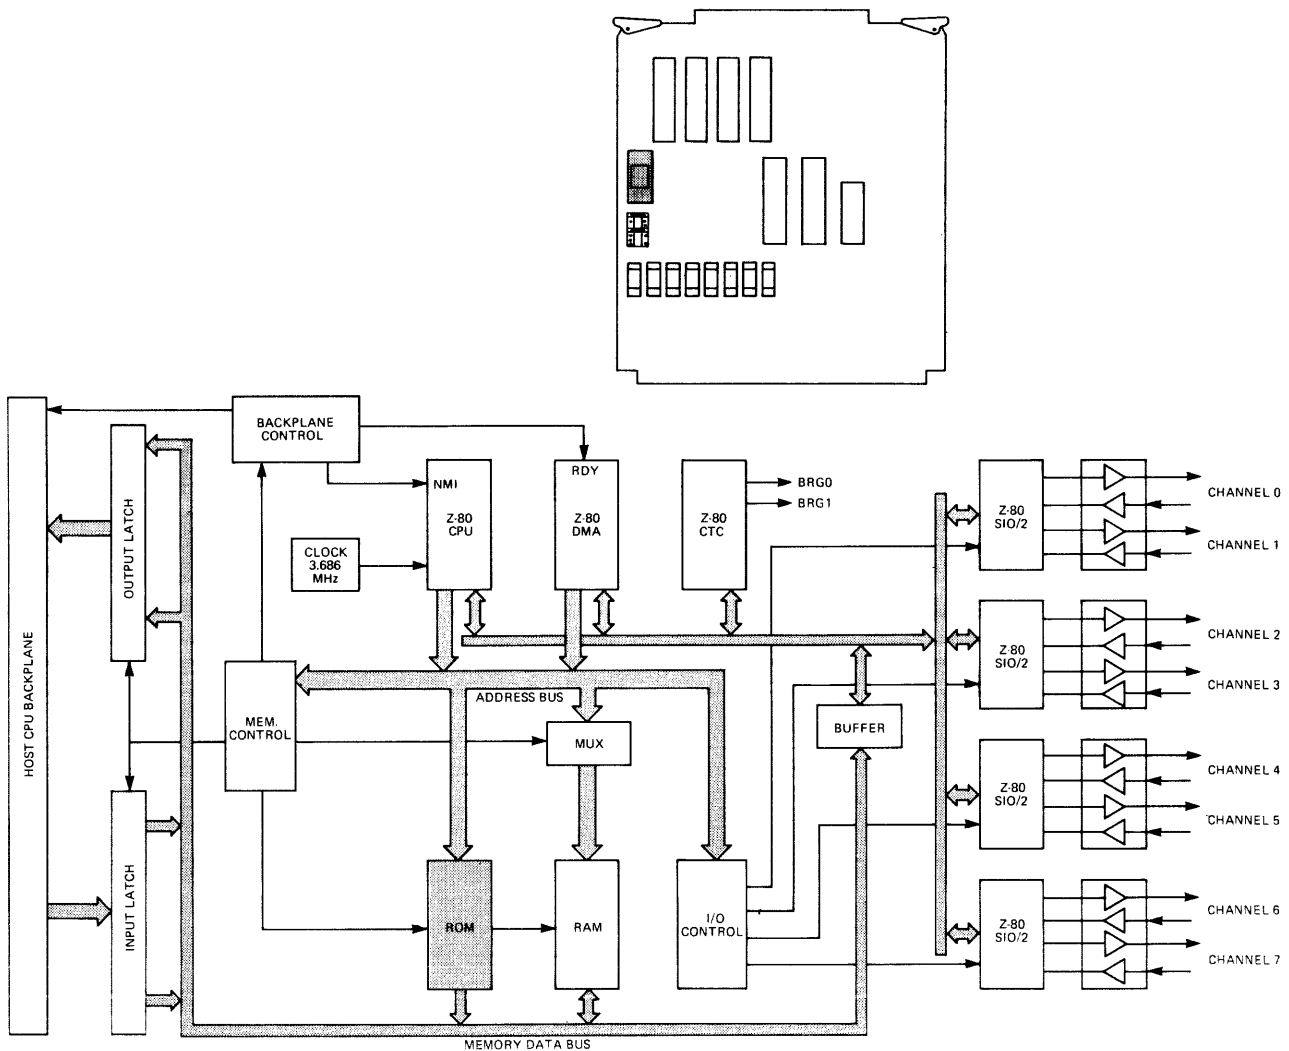 BACKPLANE
CONTROL
HOST CPU BACKPLANE
OUTPUT LATCH
INPUT LATCH
NMI
Z-80
CPU
RDY
Z-80
DMA
Z-80
CTC
BRG0
BRG1
CLOCK
3.686
MHz
MEM.
CONTROL
ADDRESS BUS
MUX
BUFFER
ROM
RAM
I/O
CONTROL
MEMORY DATA BUS
Z-80
SIO/2
CHANNEL 0
CHANNEL 1
Z-80
SIO/2
CHANNEL 2
CHANNEL 3
Z-80
SIO/2
CHANNEL 4
CHANNEL 5
Z-80
SIO/2
CHANNEL 6
CHANNEL 7